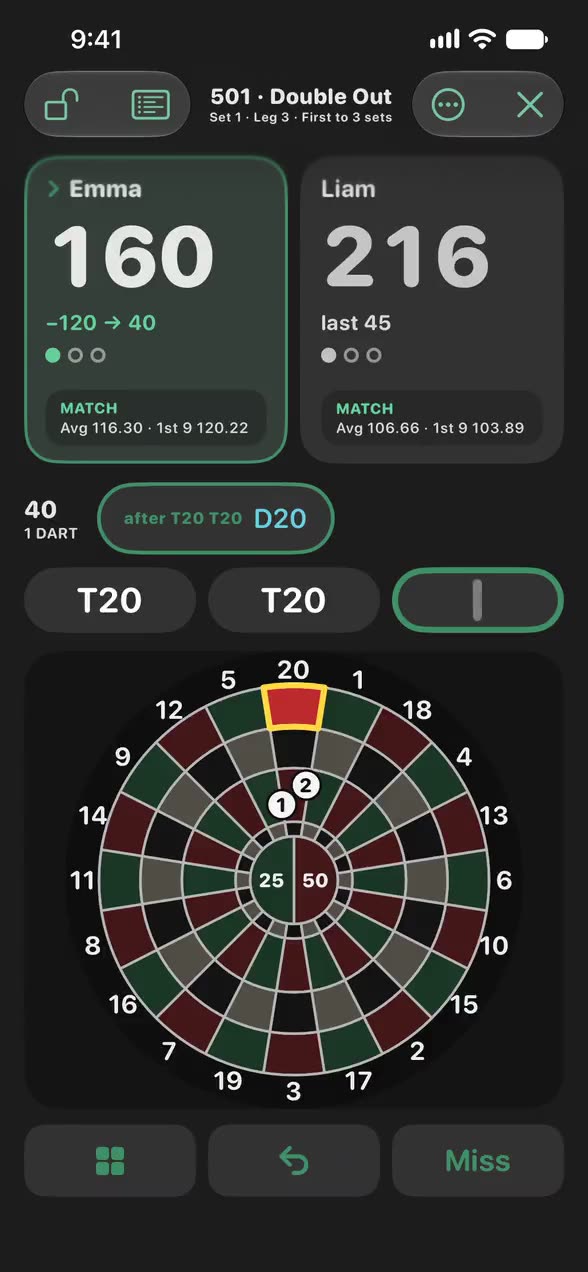 9:41
501 · Double Out
Set 1 · Leg 3 · First to 3 sets
Emma
160
−120 → 40
MATCH
Avg 116.30 · 1st 9 120.22
Liam
216
last 45
MATCH
Avg 106.66 · 1st 9 103.89
40
1 DART
after T20 T20 D20
T20
T20
20
5
1
12
18
9
4
14
13
11
6
8
10
16
15
7
2
19
17
3
2
1
25
50
Miss